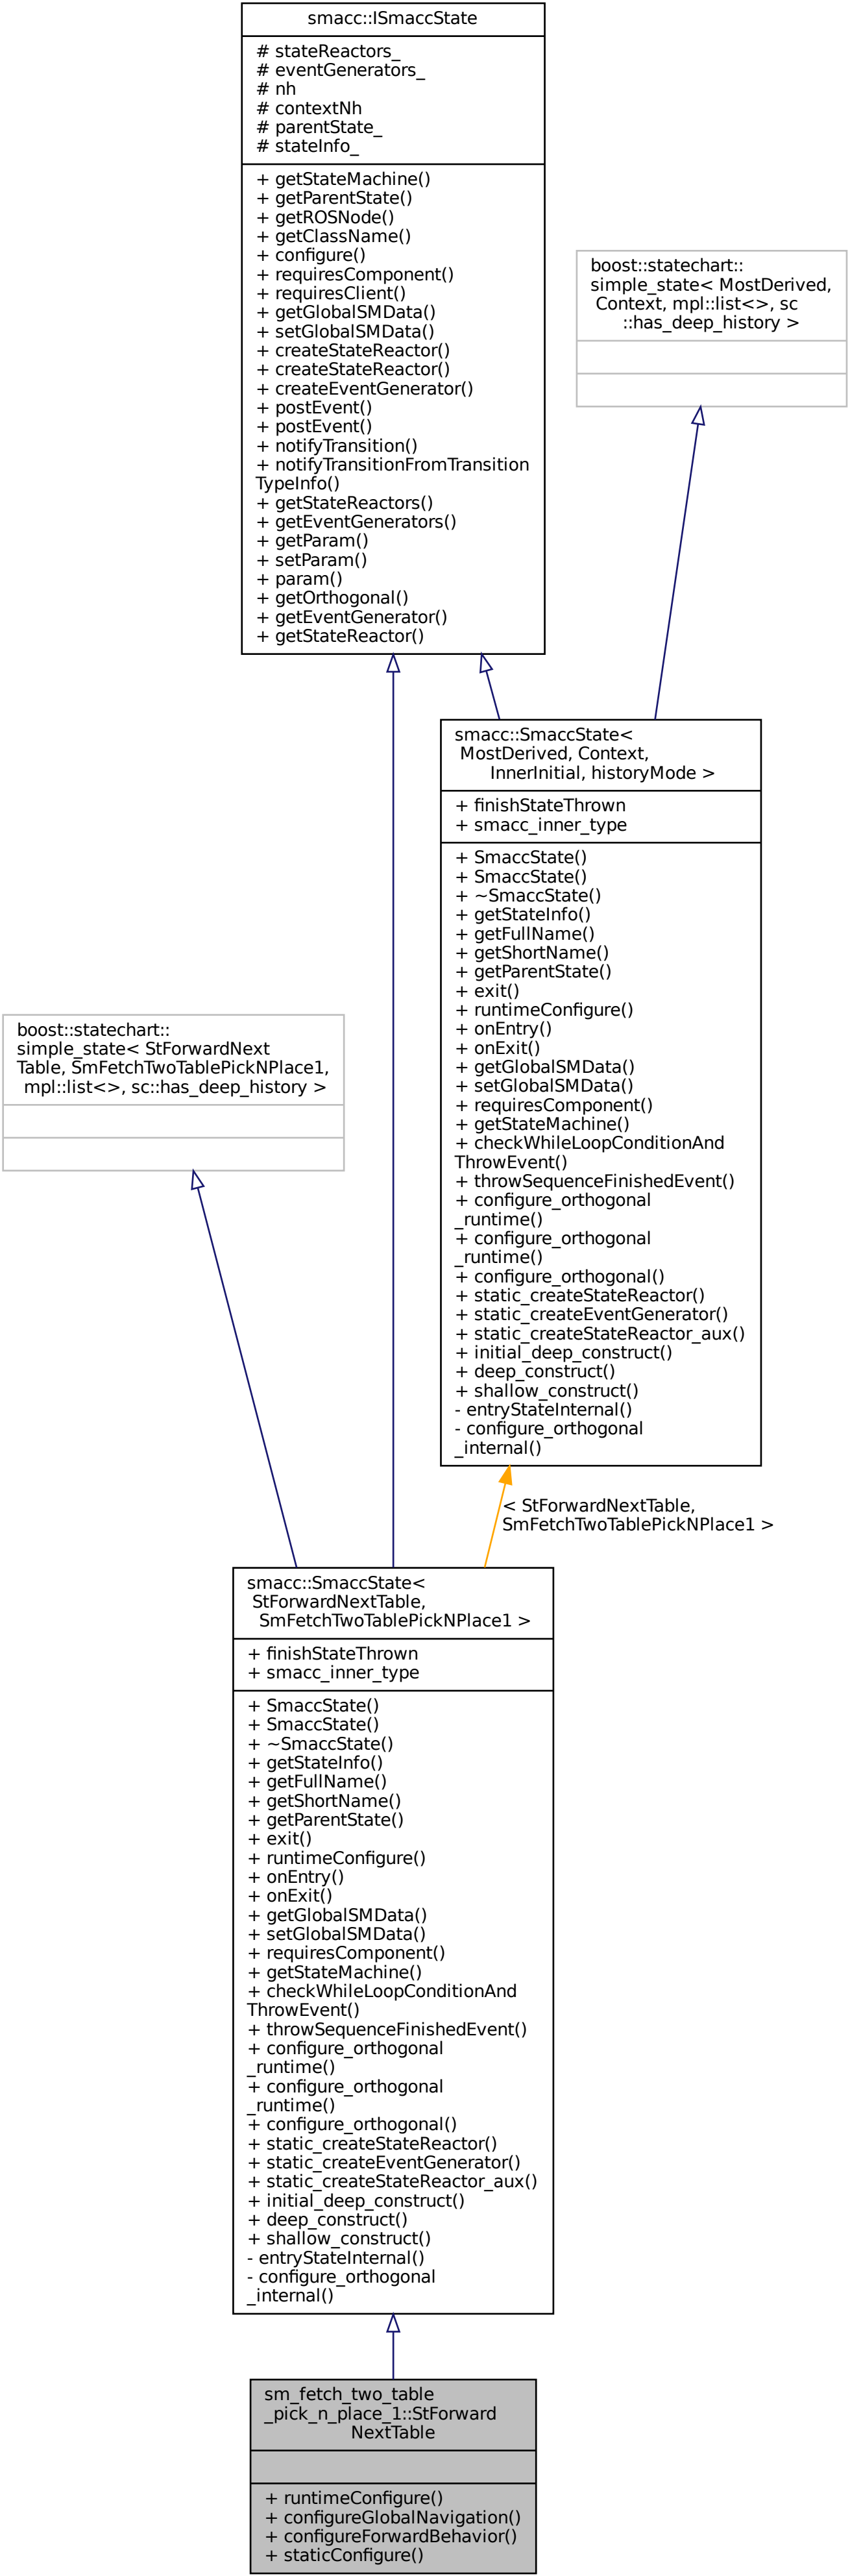 smacc::ISmaccState
# stateReactors_
# eventGenerators_
# nh
# contextNh
# parentState_
# stateInfo_
+ getStateMachine()
+ getParentState()
+ getROSNode()
+ getClassName()
+ configure()
+ requiresComponent()
+ requiresClient()
+ getGlobalSMData()
+ setGlobalSMData()
+ createStateReactor()
+ createStateReactor()
+ createEventGenerator()
+ postEvent()
+ postEvent()
+ notifyTransition()
+ notifyTransitionFromTransition
TypeInfo()
+ getStateReactors()
+ getEventGenerators()
+ getParam()
+ setParam()
+ param()
+ getOrthogonal()
+ getEventGenerator()
+ getStateReactor()
boost::statechart::
simple_state< MostDerived,
Context, mpl::list<>, sc
::has_deep_history >
smacc::SmaccState<
MostDerived, Context,
InnerInitial, historyMode >
+ finishStateThrown
+ smacc_inner_type
+ SmaccState()
+ SmaccState()
+ ~SmaccState()
+ getStateInfo()
+ getFullName()
+ getShortName()
+ getParentState()
+ exit()
+ runtimeConfigure()
+ onEntry()
+ onExit()
+ getGlobalSMData()
+ setGlobalSMData()
+ requiresComponent()
+ getStateMachine()
+ checkWhileLoopConditionAnd
ThrowEvent()
+ throwSequenceFinishedEvent()
+ configure_orthogonal
_runtime()
+ configure_orthogonal
_runtime()
+ configure_orthogonal()
+ static_createStateReactor()
+ static_createEventGenerator()
+ static_createStateReactor_aux()
+ initial_deep_construct()
+ deep_construct()
+ shallow_construct()
- entryStateInternal()
- configure_orthogonal
_internal()
boost::statechart::
simple_state< StForwardNext
Table, SmFetchTwoTablePickNPlace1,
mpl::list<>, sc::has_deep_history >
< StForwardNextTable,
SmFetchTwoTablePickNPlace1 >
smacc::SmaccState<
StForwardNextTable,
SmFetchTwoTablePickNPlace1 >
+ finishStateThrown
+ smacc_inner_type
+ SmaccState()
+ SmaccState()
+ ~SmaccState()
+ getStateInfo()
+ getFullName()
+ getShortName()
+ getParentState()
+ exit()
+ runtimeConfigure()
+ onEntry()
+ onExit()
+ getGlobalSMData()
+ setGlobalSMData()
+ requiresComponent()
+ getStateMachine()
+ checkWhileLoopConditionAnd
ThrowEvent()
+ throwSequenceFinishedEvent()
+ configure_orthogonal
_runtime()
+ configure_orthogonal
_runtime()
+ configure_orthogonal()
+ static_createStateReactor()
+ static_createEventGenerator()
+ static_createStateReactor_aux()
+ initial_deep_construct()
+ deep_construct()
+ shallow_construct()
- entryStateInternal()
- configure_orthogonal
_internal()
sm_fetch_two_table
_pick_n_place_1::StForward
NextTable
+ runtimeConfigure()
+ configureGlobalNavigation()
+ configureForwardBehavior()
+ staticConfigure()